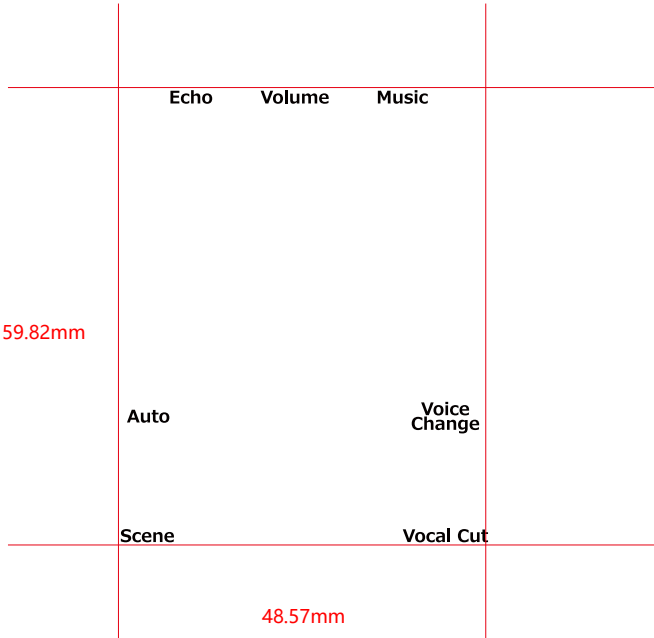 Echo Volume Music
59.82mm
Auto
Voice
Change
Scene
Vocal Cut
48.57mm